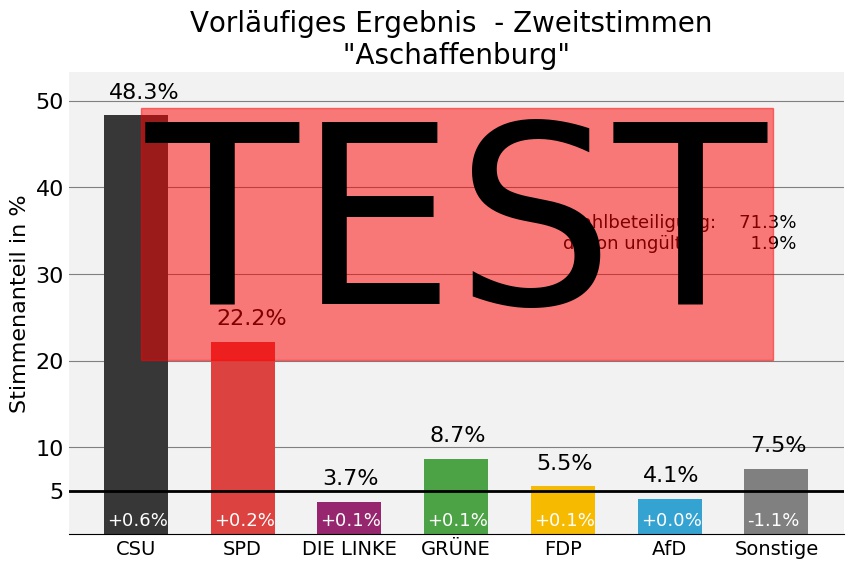 Vorläufiges Ergebnis - Zweitstimmen
"Aschaffenburg"
Stimmenanteil in %
50
40
30
20
10
5
48.3%
22.2%
3.7%
8.7%
5.5%
4.1%
7.5%
TEST
71.3%
1.9%
+0.6%
+0.2%
+0.1%
+0.1%
+0.1%
+0.0%
-1.1%
CSU
SPD
DIE LINKE
GRÜNE
FDP
AfD
Sonstige